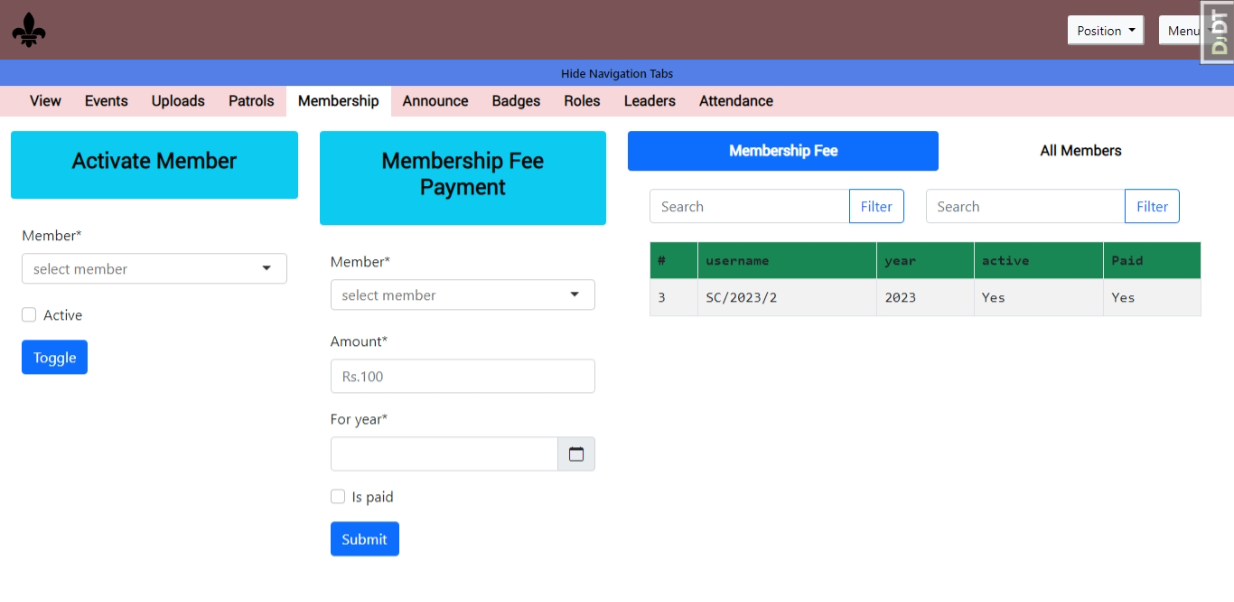 Position
Menu
DjDT
Hide Navigation Tabs
View Events Uploads Patrols Membership Announce Badges Roles Leaders Attendance
Activate Member
Member*
select member
Active
Toggle
Membership Fee
Payment
Member*
select member
Amount*
Rs.100
For year*
Is paid
Submit
Membership Fee All Members
Search Filter Search Filter
# username year active Paid
3 SC/2023/2 2023 Yes Yes